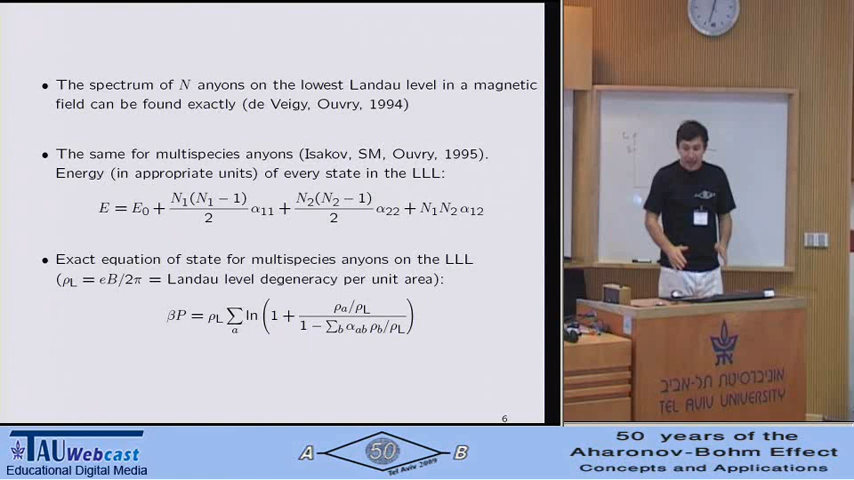 • The spectrum of N anyons on the lowest Landau level in a magnetic
field can be found exactly (de Veigy, Ouvry, 1994)
• The same for multispecies anyons (Isakov, SM, Ouvry, 1995).
Energy (in appropriate units) of every state in the LLL:
E = E₀ + N₁(N₁ − 1)/2 α₁₁ + N₂(N₂ − 1)/2 α₂₂ + N₁N₂ α₁₂
• Exact equation of state for multispecies anyons on the LLL
(ρL = eB/2π = Landau level degeneracy per unit area):
βP = ρL ∑ₐ ln (1 + (ρₐ/ρL)/(1 − ∑b αab ρb/ρL))
6
אוניברסיטת תל-אביב
TEL AVIV UNIVERSITY
TAU Webcast
Educational Digital Media
A 50 B
Tel Aviv 2009
50 years of the
Aharonov-Bohm Effect
Concepts and Applications